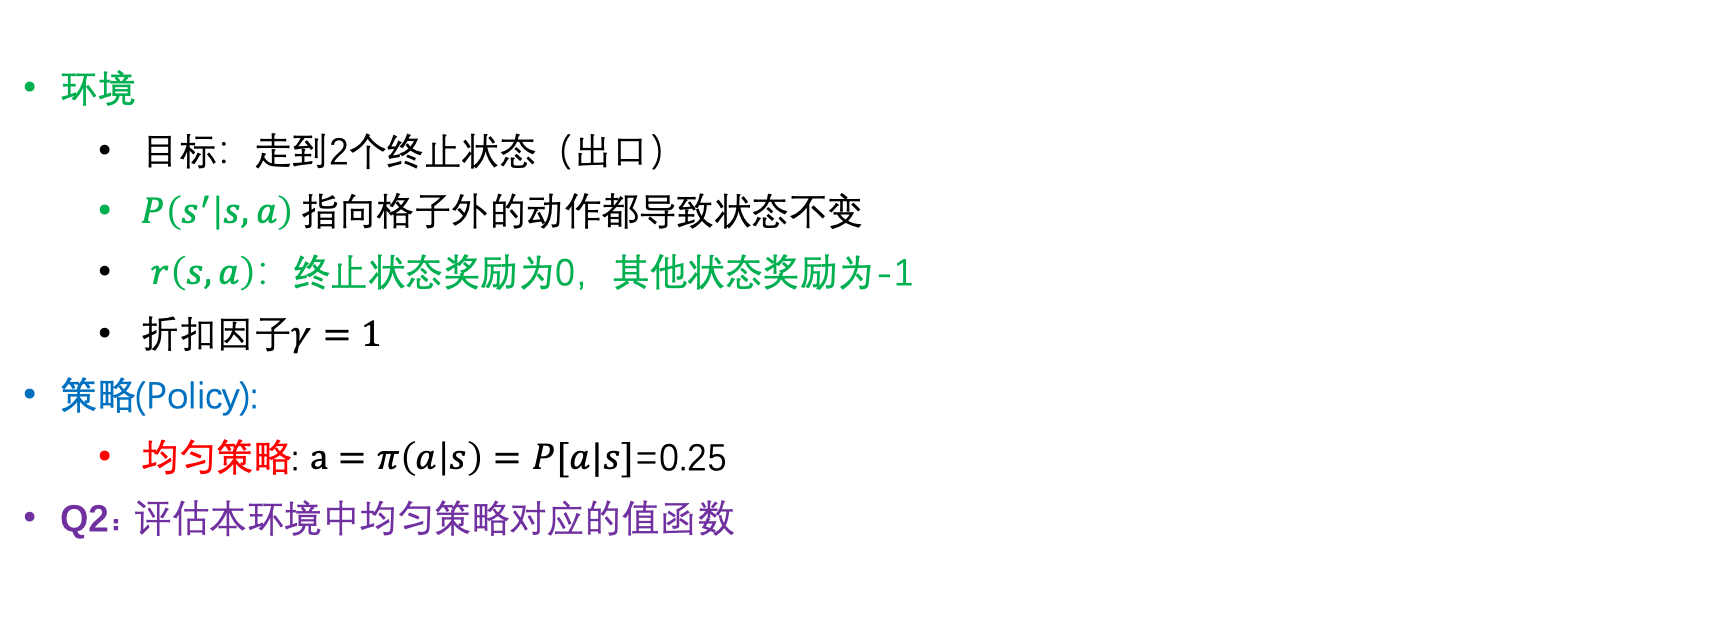 • 环境
• 目标：走到2个终止状态（出口）
• P(s′|s, a) 指向格子外的动作都导致状态不变
• r(s, a)：终止状态奖励为0，其他状态奖励为-1
• 折扣因子γ = 1
• 策略(Policy):
• 均匀策略: a = π(a|s) = P[a|s]=0.25
• Q2：评估本环境中均匀策略对应的值函数